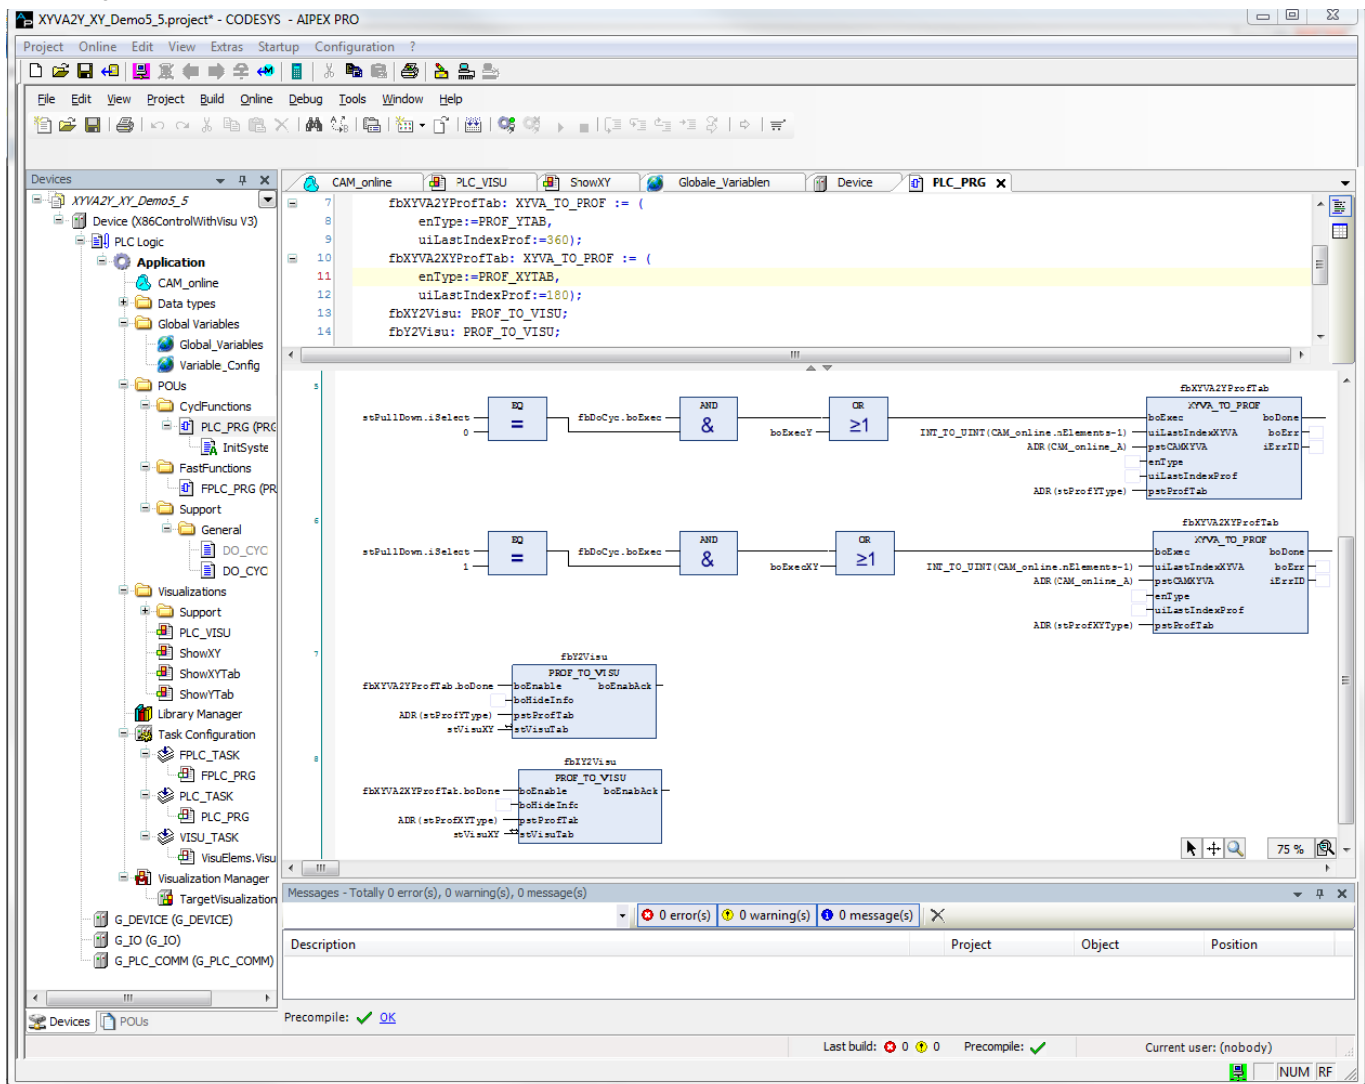 XYVA2Y_XY_Demo5_5.project* - CODESYS - AIPEX PRO
Project Online Edit View Extras Startup Configuration ?
File Edit View Project Build Online Debug Tools Window Help
Devices
XYVA2Y_XY_Demo5_5
Device (X86ControlWithVisu V3)
PLC Logic
Application
CAM_online
Data types
Global Variables
Global_Variables
Variable_Config
POUs
CyclFunctions
PLC_PRG (PRG
InitSyste
FastFunctions
FPLC_PRG (PR
Support
General
DO_CYC
DO_CYC
Visualizations
Support
PLC_VISU
ShowXY
ShowXYTab
ShowYTab
Library Manager
Task Configuration
FPLC_TASK
FPLC_PRG
PLC_TASK
PLC_PRG
VISU_TASK
VisuElems.Visu
Visualization Manager
TargetVisualization
G_DEVICE (G_DEVICE)
G_IO (G_IO)
G_PLC_COMM (G_PLC_COMM)
Devices POUs
CAM_online PLC_VISU ShowXY Globale_Variablen Device PLC_PRG X
7 fbXYVA2YProfTab: XYVA_TO_PROF := (
8 enType:=PROF_YTAB,
9 uiLastIndexProf:=360);
10 fbXYVA2XYProfTab: XYVA_TO_PROF := (
11 enType:=PROF_XYTAB,
12 uiLastIndexProf:=180);
13 fbXY2Visu: PROF_TO_VISU;
14 fbY2Visu: PROF_TO_VISU;
5
fbXYVA2YProfTab
EQ AND OR XYVA_TO_PROF
stPullDown.iSelect = fbDoCyc.boExec & ≥1 boExec boDone
0 boExecY INT_TO_UINT(CAM_online.nElements-1) uiLastIndexXYVA boErr
ADR(CAM_online_A) pstCAMXYVA iErrID
enType
uiLastIndexProf
ADR(stProfYType) pstProfTab
6
fbXYVA2XYProfTab
EQ AND OR XYVA_TO_PROF
stPullDown.iSelect = fbDoCyc.boExec & ≥1 boExec boDone
1 boExecXY INT_TO_UINT(CAM_online.nElements-1) uiLastIndexXYVA boErr
ADR(CAM_online_A) pstCAMXYVA iErrID
enType
uiLastIndexProf
ADR(stProfXYType) pstProfTab
7
fbY2Visu
PROF_TO_VISU
fbXYVA2YProfTab.boDone boEnable boEnabAck
boHideInfo
ADR(stProfYType) pstProfTab
stVisuXY stVisuTab
8
fbXY2Visu
PROF_TO_VISU
fbXYVA2XYProfTab.boDone boEnable boEnabAck
boHideInfo
ADR(stProfXYType) pstProfTab
stVisuXY stVisuTab
75 %
Messages - Totally 0 error(s), 0 warning(s), 0 message(s)
0 error(s) 0 warning(s) 0 message(s) X
Description Project Object Position
Precompile: OK
Last build: 0 0 Precompile: Current user: (nobody)
NUM RF